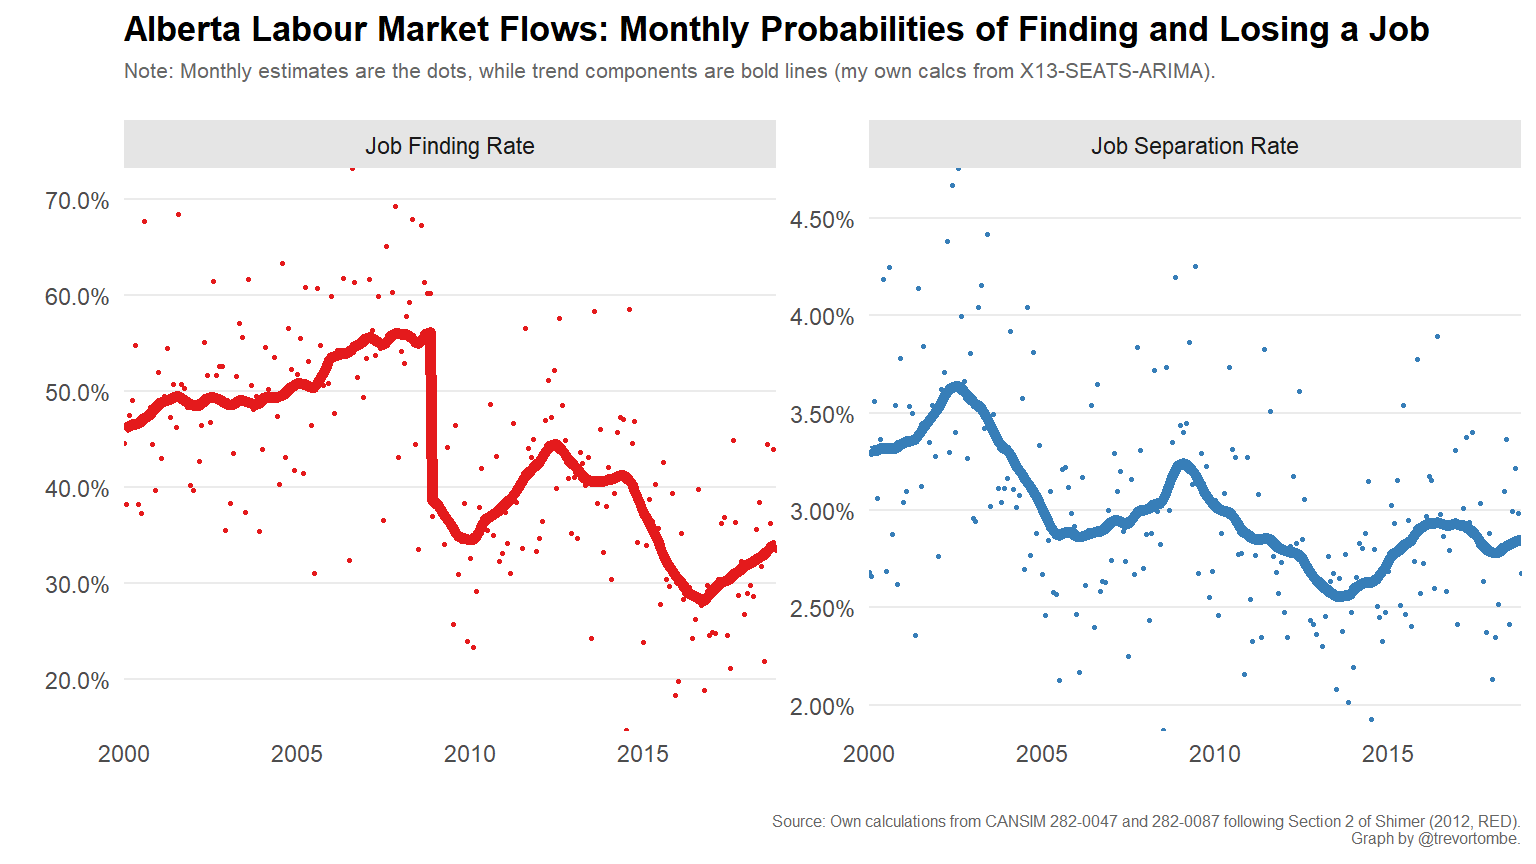 Alberta Labour Market Flows: Monthly Probabilities of Finding and Losing a Job
Note: Monthly estimates are the dots, while trend components are bold lines (my own calcs from X13-SEATS-ARIMA).
Job Finding Rate
70.0%
60.0%
50.0%
40.0%
30.0%
20.0%
2000 2005 2010 2015
Job Separation Rate
4.50%
4.00%
3.50%
3.00%
2.50%
2.00%
2000 2005 2010 2015
Source: Own calculations from CANSIM 282-0047 and 282-0087 following Section 2 of Shimer (2012, RED).
Graph by @trevortombe.